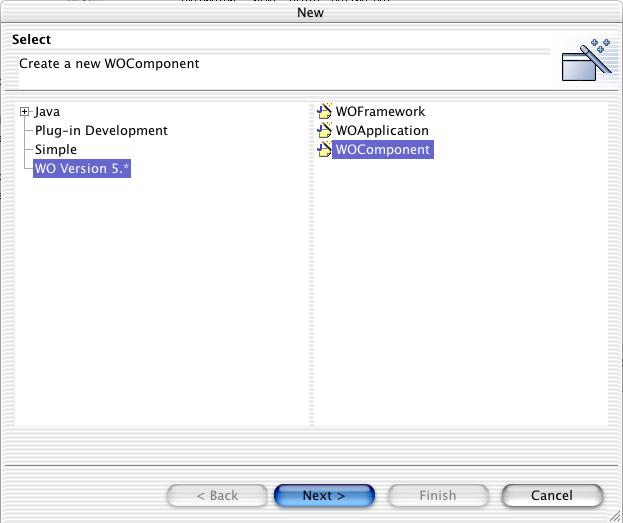 New
Select
Create a new WOComponent
Java
Plug-in Development
Simple
WO Version 5.*
WOFramework
WOApplication
WOComponent
< Back
Next >
Finish
Cancel